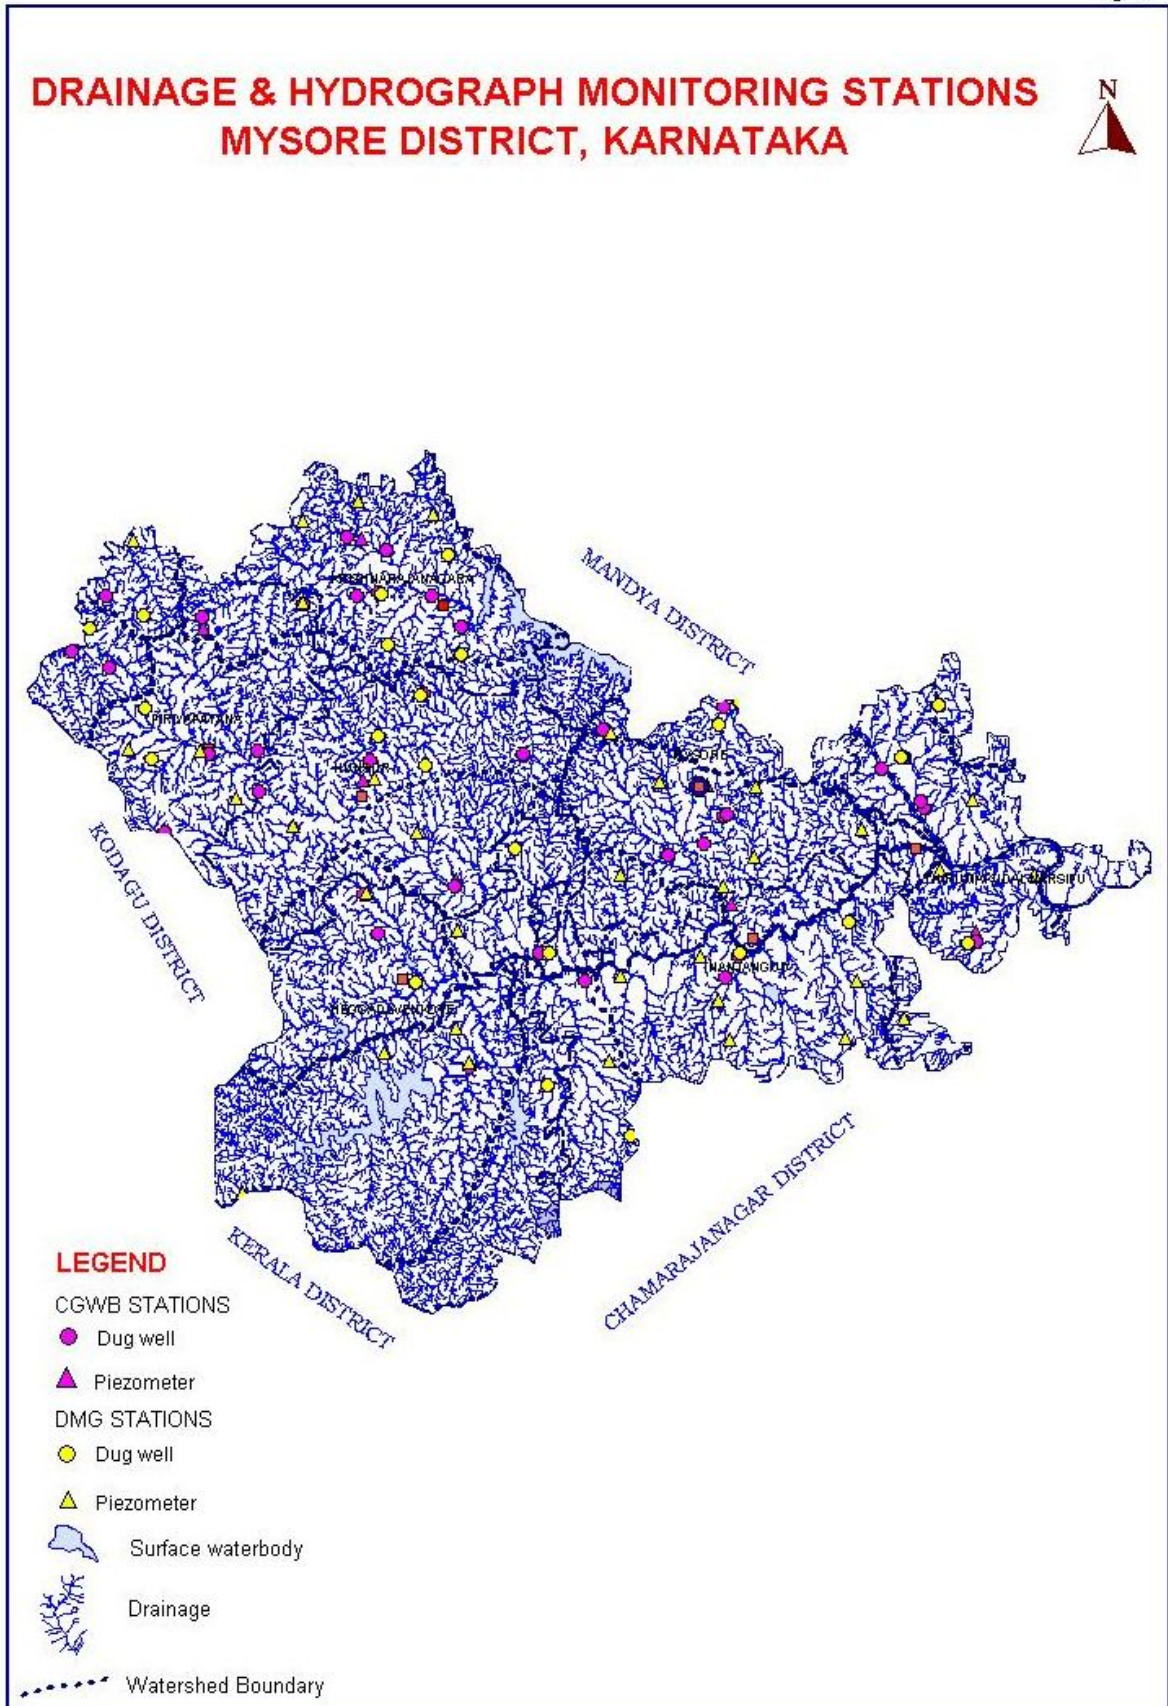 DRAINAGE & HYDROGRAPH MONITORING STATIONS
MYSORE DISTRICT, KARNATAKA
N
MANDYA DISTRICT
KODAGU DISTRICT
MYSORE
HUNSUR
NANJANGUD
KERALA DISTRICT
CHAMARAJANAGAR DISTRICT
LEGEND
CGWB STATIONS
Dug well
Piezometer
DMG STATIONS
Dug well
Piezometer
Surface waterbody
Drainage
Watershed Boundary